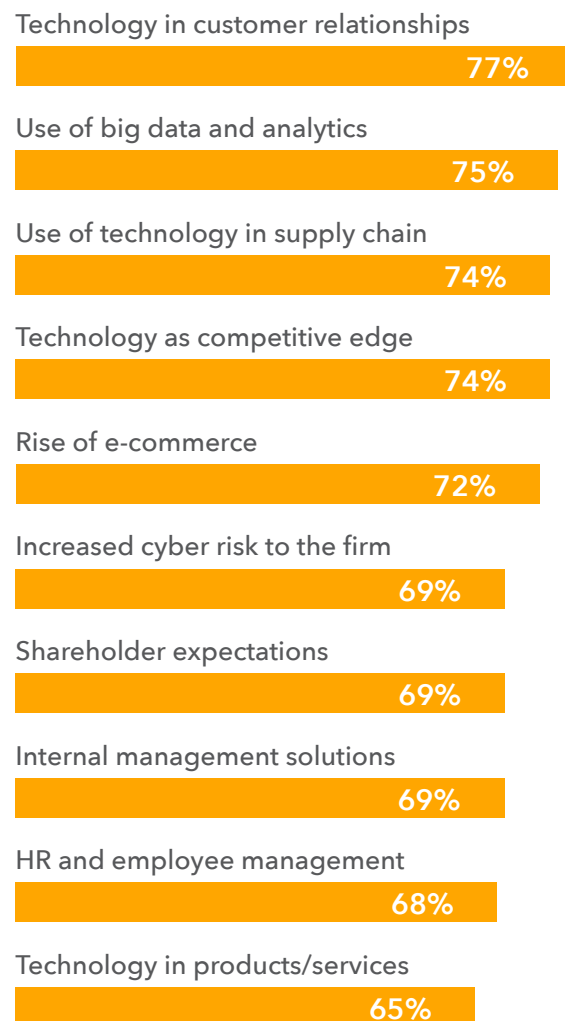 Technology in customer relationships
77%
Use of big data and analytics
75%
Use of technology in supply chain
74%
Technology as competitive edge
74%
Rise of e-commerce
72%
Increased cyber risk to the firm
69%
Shareholder expectations
69%
Internal management solutions
69%
HR and employee management
68%
Technology in products/services
65%